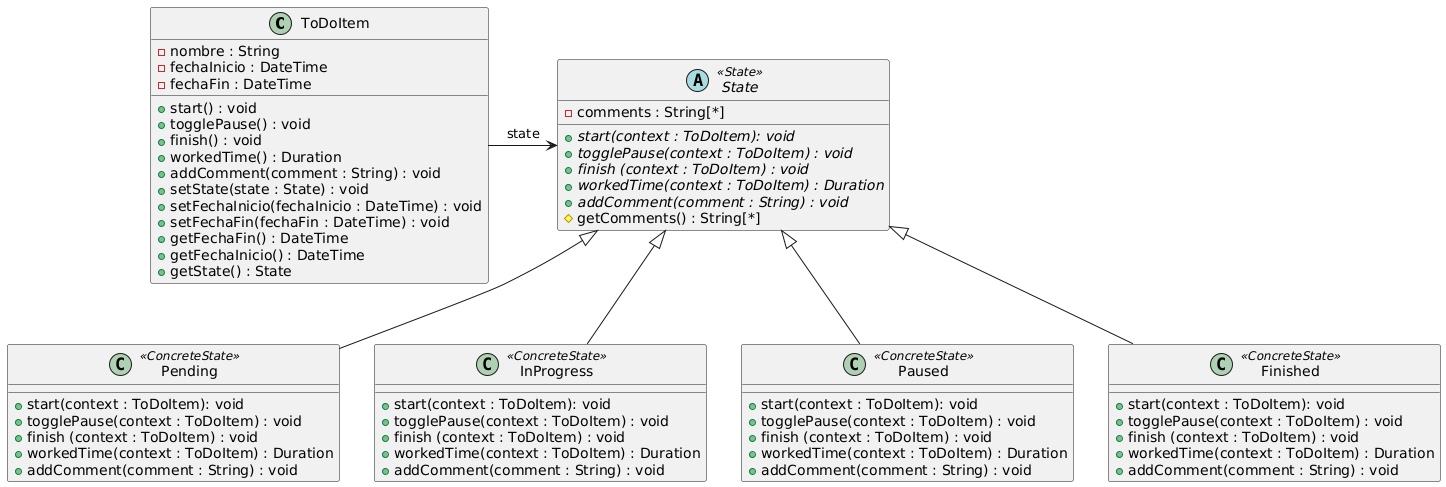 C ToDoItem
nombre : String
fechaInicio : DateTime
fechaFin : DateTime
start() : void
togglePause() : void
finish() : void
workedTime() : Duration
addComment(comment : String) : void
setState(state : State) : void
setFechaInicio(fechaInicio : DateTime) : void
setFechaFin(fechaFin : DateTime) : void
getFechaFin() : DateTime
getFechaInicio() : DateTime
getState() : State
state
A «State»
State
comments : String[*]
start(context : ToDoItem): void
togglePause(context : ToDoItem) : void
finish (context : ToDoItem) : void
workedTime(context : ToDoItem) : Duration
addComment(comment : String) : void
getComments() : String[*]
C «ConcreteState»
Pending
start(context : ToDoItem): void
togglePause(context : ToDoItem) : void
finish (context : ToDoItem) : void
workedTime(context : ToDoItem) : Duration
addComment(comment : String) : void
C «ConcreteState»
InProgress
start(context : ToDoItem): void
togglePause(context : ToDoItem) : void
finish (context : ToDoItem) : void
workedTime(context : ToDoItem) : Duration
addComment(comment : String) : void
C «ConcreteState»
Paused
start(context : ToDoItem): void
togglePause(context : ToDoItem) : void
finish (context : ToDoItem) : void
workedTime(context : ToDoItem) : Duration
addComment(comment : String) : void
C «ConcreteState»
Finished
start(context : ToDoItem): void
togglePause(context : ToDoItem) : void
finish (context : ToDoItem) : void
workedTime(context : ToDoItem) : Duration
addComment(comment : String) : void